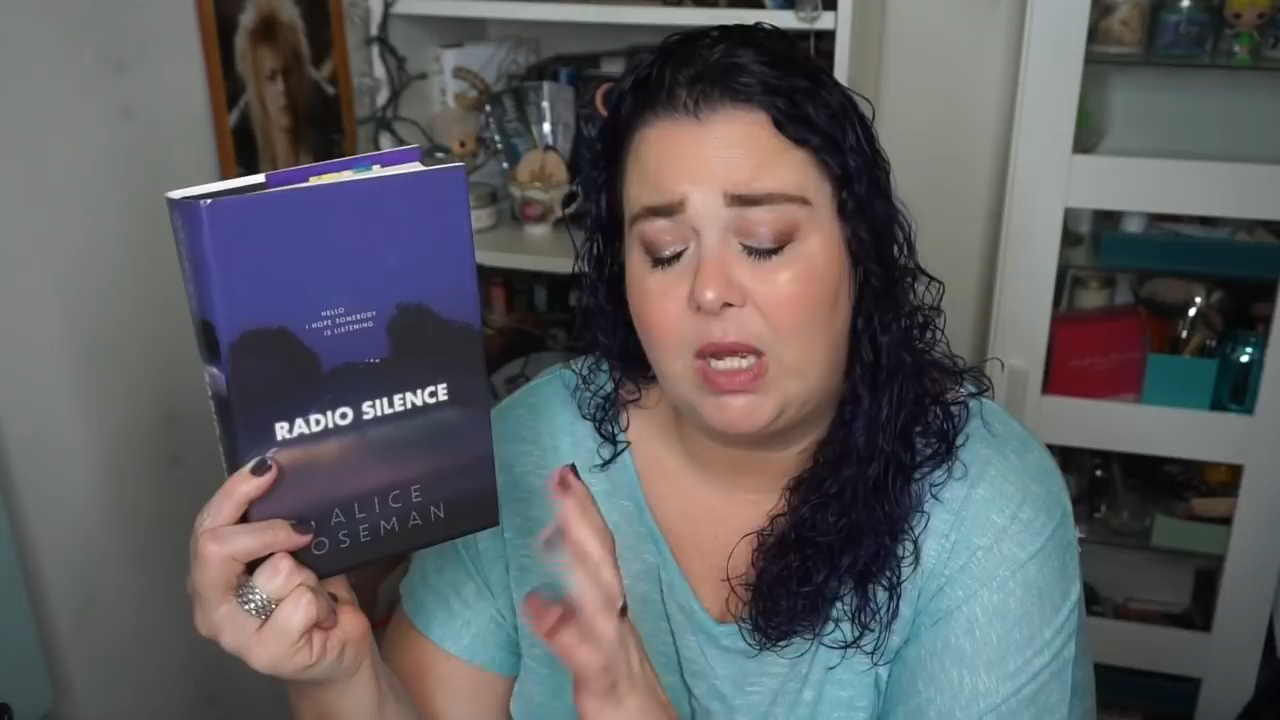 HELLO
I HOPE SOMEBODY
IS LISTENING
RADIO SILENCE
ALICE
OSEMAN